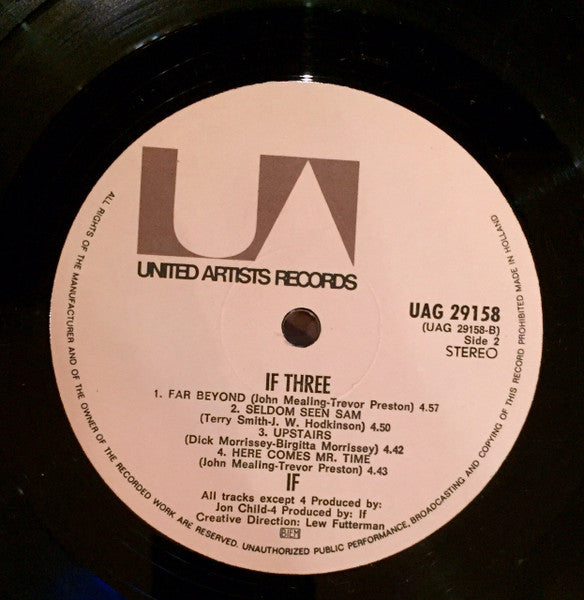 UA
UNITED ARTISTS RECORDS
UAG 29158
(UAG 29158-B)
Side 2
STEREO
IF THREE
1. FAR BEYOND (John Mealing-Trevor Preston) 4.57
2. SELDOM SEEN SAM
(Terry Smith-J. W. Hodkinson) 4.50
3. UPSTAIRS
(Dick Morrissey-Birgitta Morrissey) 4.42
4. HERE COMES MR. TIME
(John Mealing-Trevor Preston) 4.43
IF
All tracks except 4 Produced by:
Jon Child-4 Produced by: If
Creative Direction: Lew Futterman
BIEM
ALL RIGHTS OF THE MANUFACTURER AND OF THE OWNER OF THE RECORDED WORK ARE RESERVED. UNAUTHORIZED PUBLIC PERFORMANCE, BROADCASTING AND COPYING OF THIS RECORD PROHIBITED MADE IN HOLLAND